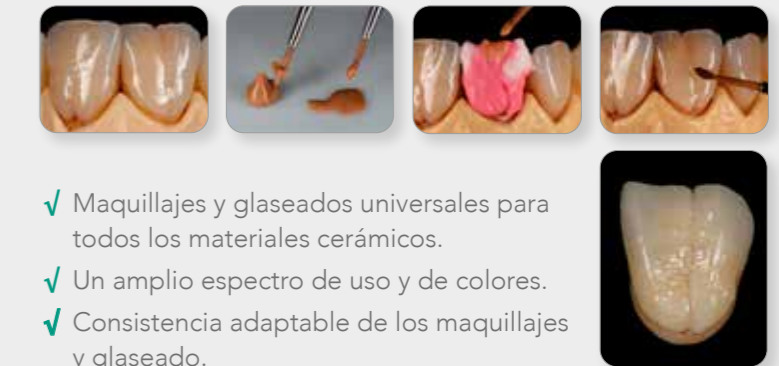 √ Maquillajes y glaseados universales para
todos los materiales cerámicos.
√ Un amplio espectro de uso y de colores.
√ Consistencia adaptable de los maquillajes
y glaseado.